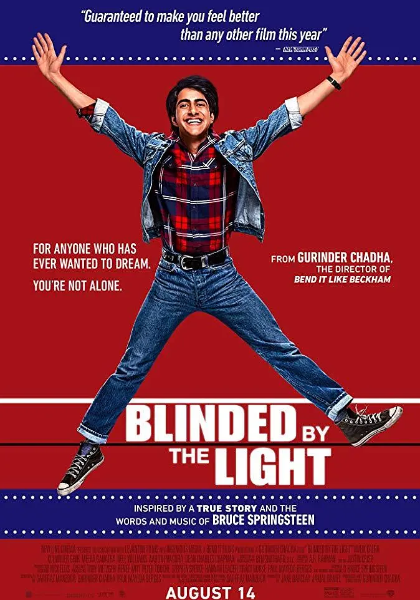 "Guaranteed to make you feel better
than any other film this year" —
FOR ANYONE WHO HAS
EVER WANTED TO DREAM.
YOU'RE NOT ALONE.
FROM GURINDER CHADHA,
THE DIRECTOR OF
BEND IT LIKE BECKHAM
BLINDED BY
THE LIGHT
INSPIRED BY A TRUE STORY AND THE
WORDS AND MUSIC OF BRUCE SPRINGSTEEN
AUGUST 14